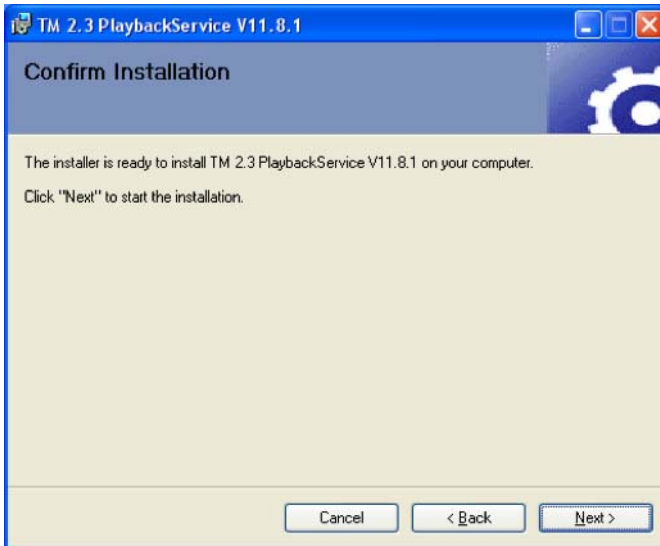 TM 2.3 PlaybackService V11.8.1
Confirm Installation
The installer is ready to install TM 2.3 PlaybackService V11.8.1 on your computer.
Click "Next" to start the installation.
Cancel
< Back
Next >